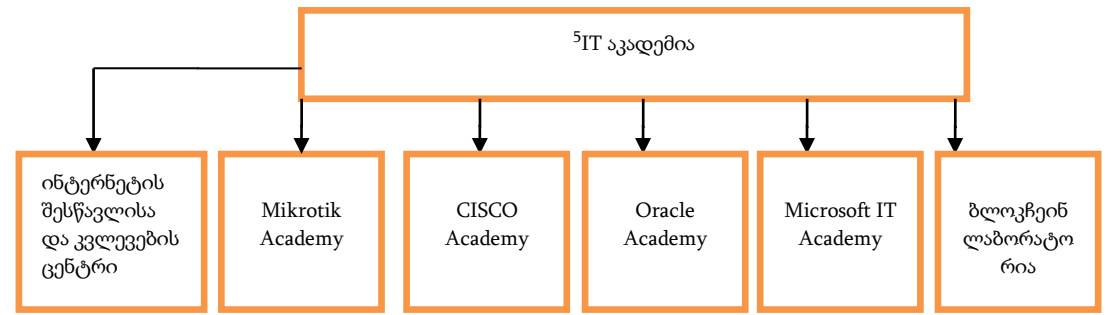 ⁵IT აკადემია
ინტერნეტის
შესწავლისა
და კვლევების
ცენტრი
Mikrotik
Academy
CISCO
Academy
Oracle
Academy
Microsoft IT
Academy
ბლოკჩეინ
ლაბორატო
რია